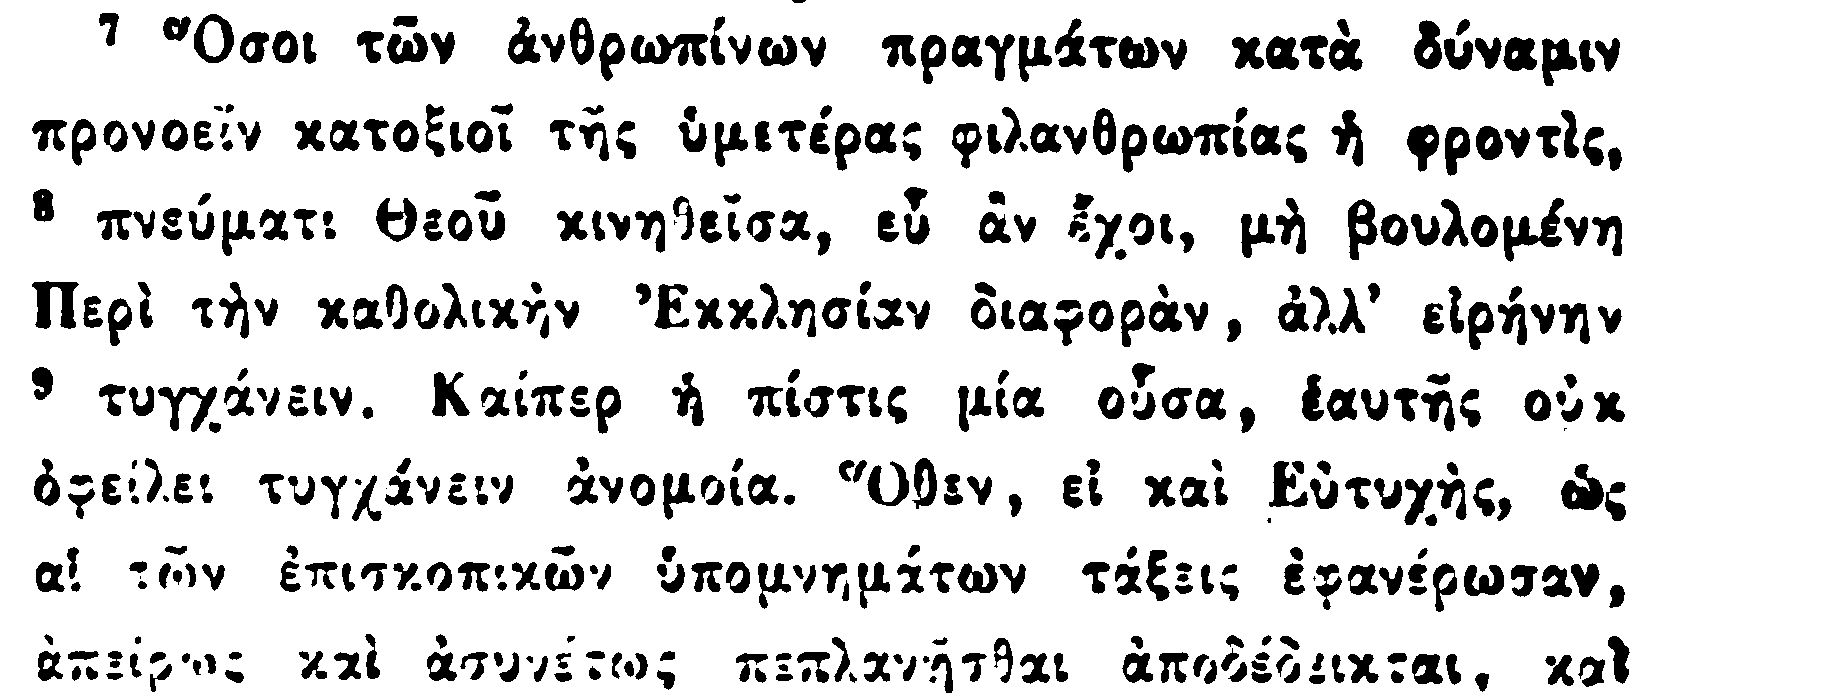 7 Ὅσοι τῶν ἀνθρωπίνων πραγμάτων κατὰ δύναμιν
προνοεῖν κατοξιοῖ τῆς ὑμετέρας φιλανθρωπίας ἡ φροντὶς,
8 πνεύματι Θεοῦ κινηθεῖσα, εὖ ἂν ἔχοι, μὴ βουλομένη
Περὶ τὴν καθολικὴν Ἐκκλησίαν διαφορὰν, ἀλλ’ εἰρήνην
9 τυγχάνειν. Καίπερ ἡ πίστις μία οὖσα, ἑαυτῆς οὐκ
ὀφείλει τυγχάνειν ἀνομοία. Ὅθεν, εἰ καὶ Εὐτυχὴς, ὡς
αἱ τῶν ἐπισκοπικῶν ὑπομνημάτων τάξεις ἐφανέρωσαν,
ἀπείρως καὶ ἀσυνέτως πεπλανῆσθαι ἀποδέδεικται, καὶ